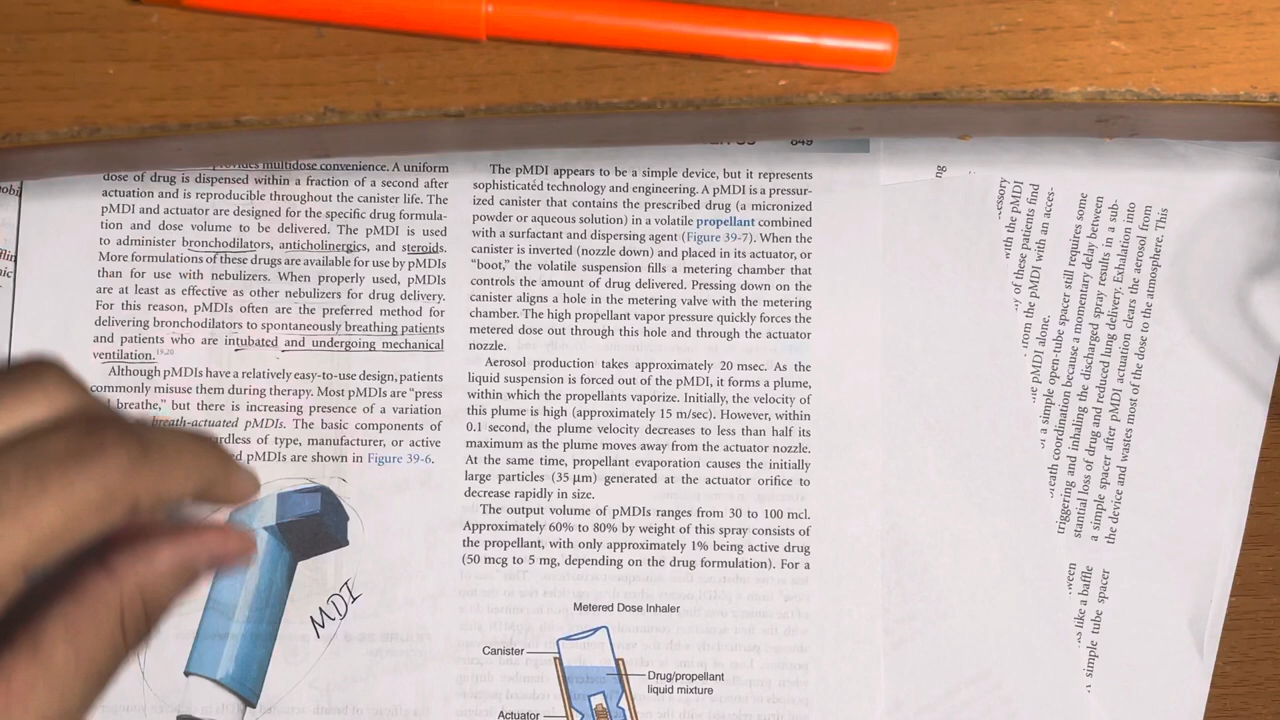 provides multidose convenience. A uniform
dose of drug is dispensed within a fraction of a second after
actuation and is reproducible throughout the canister life. The
pMDI and actuator are designed for the specific drug formula-
tion and dose volume to be delivered. The pMDI is used
to administer bronchodilators, anticholinergics, and steroids.
More formulations of these drugs are available for use by pMDIs
than for use with nebulizers. When properly used, pMDIs
are at least as effective as other nebulizers for drug delivery.
For this reason, pMDIs often are the preferred method for
delivering bronchodilators to spontaneously breathing patients
and patients who are intubated and undergoing mechanical
ventilation.19,20
Although pMDIs have a relatively easy-to-use design, patients
commonly misuse them during therapy. Most pMDIs are “press
breathe,” but there is increasing presence of a variation
breath-actuated pMDIs. The basic components of
of type, manufacturer, or active
pMDIs are shown in Figure 39-6.
MDI
849
The pMDI appears to be a simple device, but it represents
sophisticated technology and engineering. A pMDI is a pressur-
ized canister that contains the prescribed drug (a micronized
powder or aqueous solution) in a volatile propellant combined
with a surfactant and dispersing agent (Figure 39-7). When the
canister is inverted (nozzle down) and placed in its actuator, or
“boot,” the volatile suspension fills a metering chamber that
controls the amount of drug delivered. Pressing down on the
canister aligns a hole in the metering valve with the metering
chamber. The high propellant vapor pressure quickly forces the
metered dose out through this hole and through the actuator
nozzle.
Aerosol production takes approximately 20 msec. As the
liquid suspension is forced out of the pMDI, it forms a plume,
within which the propellants vaporize. Initially, the velocity of
this plume is high (approximately 15 m/sec). However, within
0.1 second, the plume velocity decreases to less than half its
maximum as the plume moves away from the actuator nozzle.
At the same time, propellant evaporation causes the initially
large particles (35 μm) generated at the actuator orifice to
decrease rapidly in size.
The output volume of pMDIs ranges from 30 to 100 mcl.
Approximately 60% to 80% by weight of this spray consists of
the propellant, with only approximately 1% being active drug
(50 mcg to 5 mg, depending on the drug formulation). For a
Metered Dose Inhaler
Canister
Drug/propellant
liquid mixture
Actuator
ng
with the pMDI
of these patients find
from the pMDI with an acces-
pMDI alone.
a simple open-tube spacer still requires some
coordination because a momentary delay between
triggering and inhaling the discharged spray results in a sub-
stantial loss of drug and reduced lung delivery. Exhalation into
a simple spacer after pMDI actuation clears the aerosol from
the device and wastes most of the dose to the atmosphere. This
like a baffle
simple tube spacer